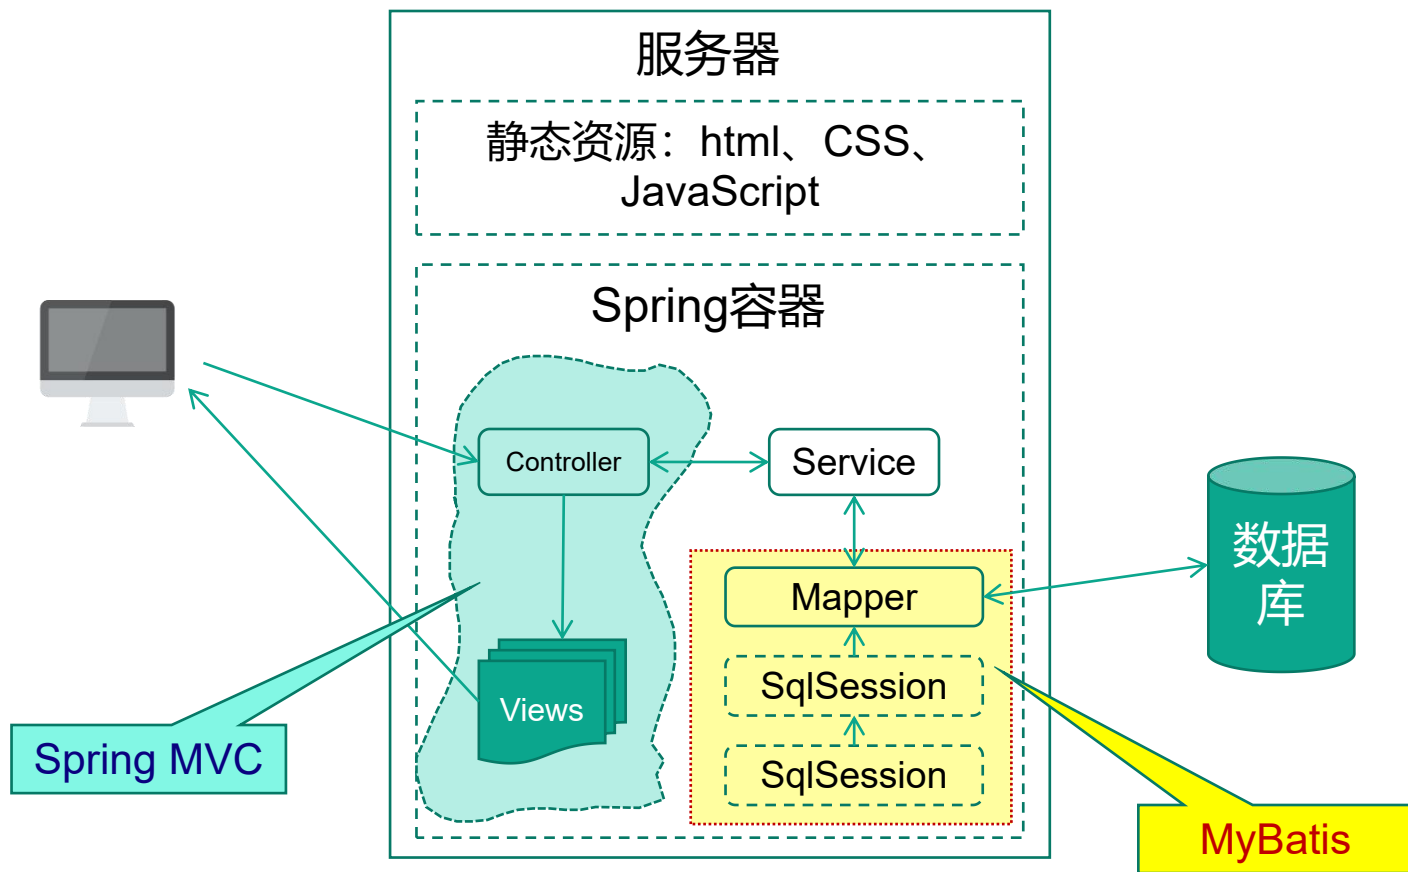 服务器
静态资源：html、CSS、
JavaScript
Spring容器
Controller
Service
数据
库
Mapper
SqlSession
Views
Spring MVC
SqlSession
MyBatis